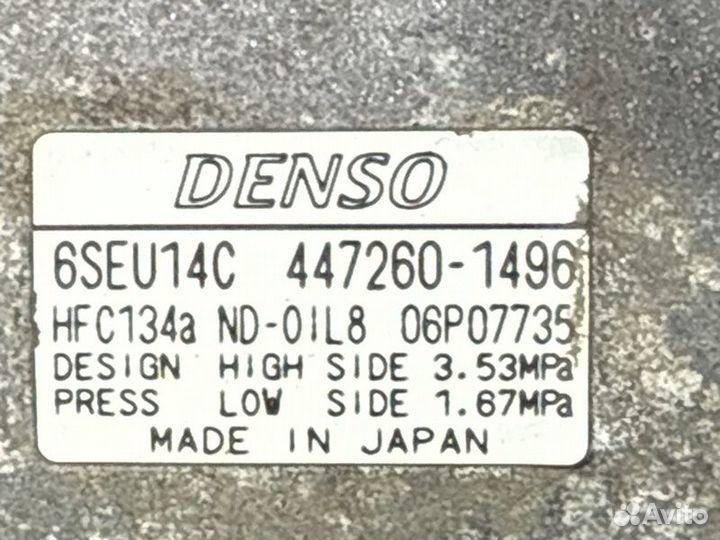 DENSO
6SEU14C 447260-1496
HFC134a ND-OIL8 06P07735
DESIGN HIGH SIDE 3.53MPa
PRESS LOW SIDE 1.67MPa
MADE IN JAPAN
Avito